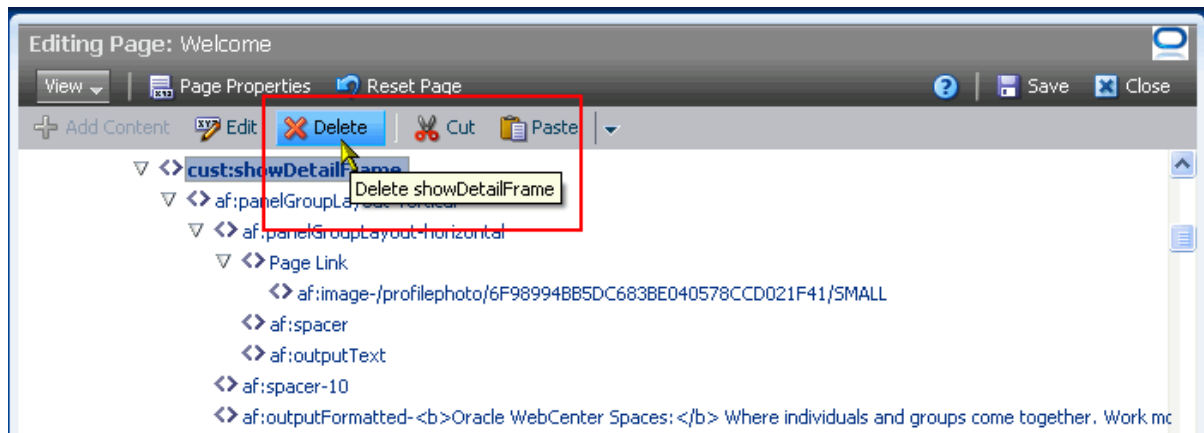 Editing Page: Welcome
View Page Properties Reset Page Save Close
Add Content Edit Delete Cut Paste
cust:showDetailFrame
Delete showDetailFrame
af:panelGroupLayout-vertical
af:panelGroupLayout-horizontal
Page Link
af:image-/profilephoto/6F98994BB5DC683BE040578CCD021F41/SMALL
af:spacer
af:outputText
af:spacer-10
af:outputFormatted-<b>Oracle WebCenter Spaces:</b> Where individuals and groups come together. Work mc